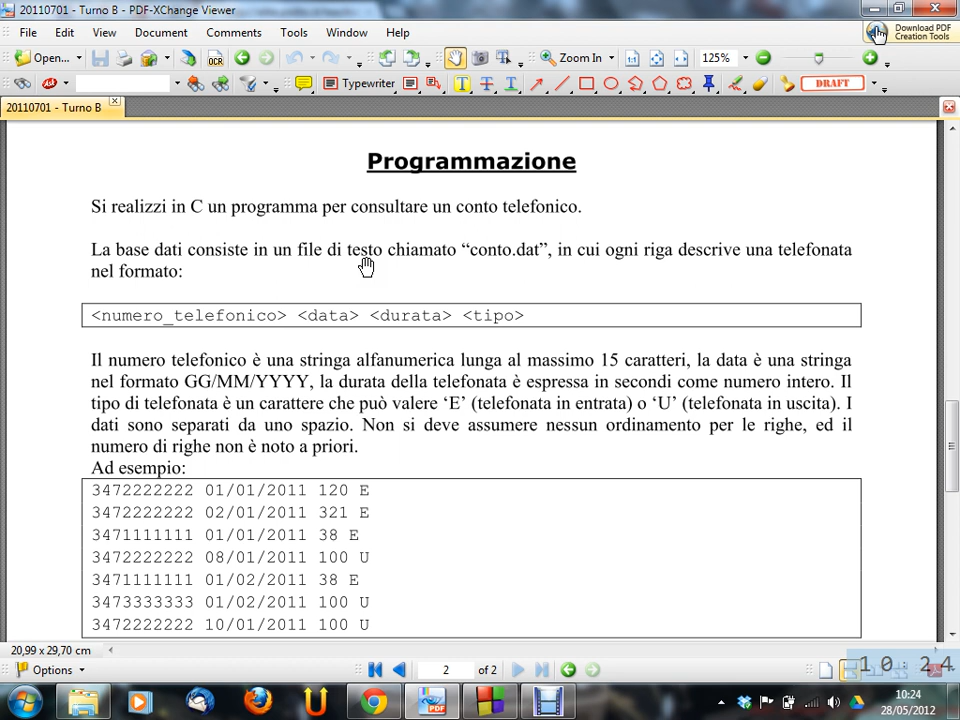 20110701 - Turno B - PDF-XChange Viewer
File Edit View Document Comments Tools Window Help
Download PDF
Creation Tools
Open... OCR Zoom In 125%
Typewriter DRAFT
20110701 - Turno B
Programmazione
Si realizzi in C un programma per consultare un conto telefonico.
La base dati consiste in un file di testo chiamato “conto.dat”, in cui ogni riga descrive una telefonata
nel formato:
<numero_telefonico> <data> <durata> <tipo>
Il numero telefonico è una stringa alfanumerica lunga al massimo 15 caratteri, la data è una stringa
nel formato GG/MM/YYYY, la durata della telefonata è espressa in secondi come numero intero. Il
tipo di telefonata è un carattere che può valere ‘E’ (telefonata in entrata) o ‘U’ (telefonata in uscita). I
dati sono separati da uno spazio. Non si deve assumere nessun ordinamento per le righe, ed il
numero di righe non è noto a priori.
Ad esempio:
3472222222 01/01/2011 120 E
3472222222 02/01/2011 321 E
3471111111 01/01/2011 38 E
3472222222 08/01/2011 100 U
3471111111 01/02/2011 38 E
3473333333 01/02/2011 100 U
3472222222 10/01/2011 100 U
20,99 x 29,70 cm
Options 2 of 2 10 24
10:24
28/05/2012